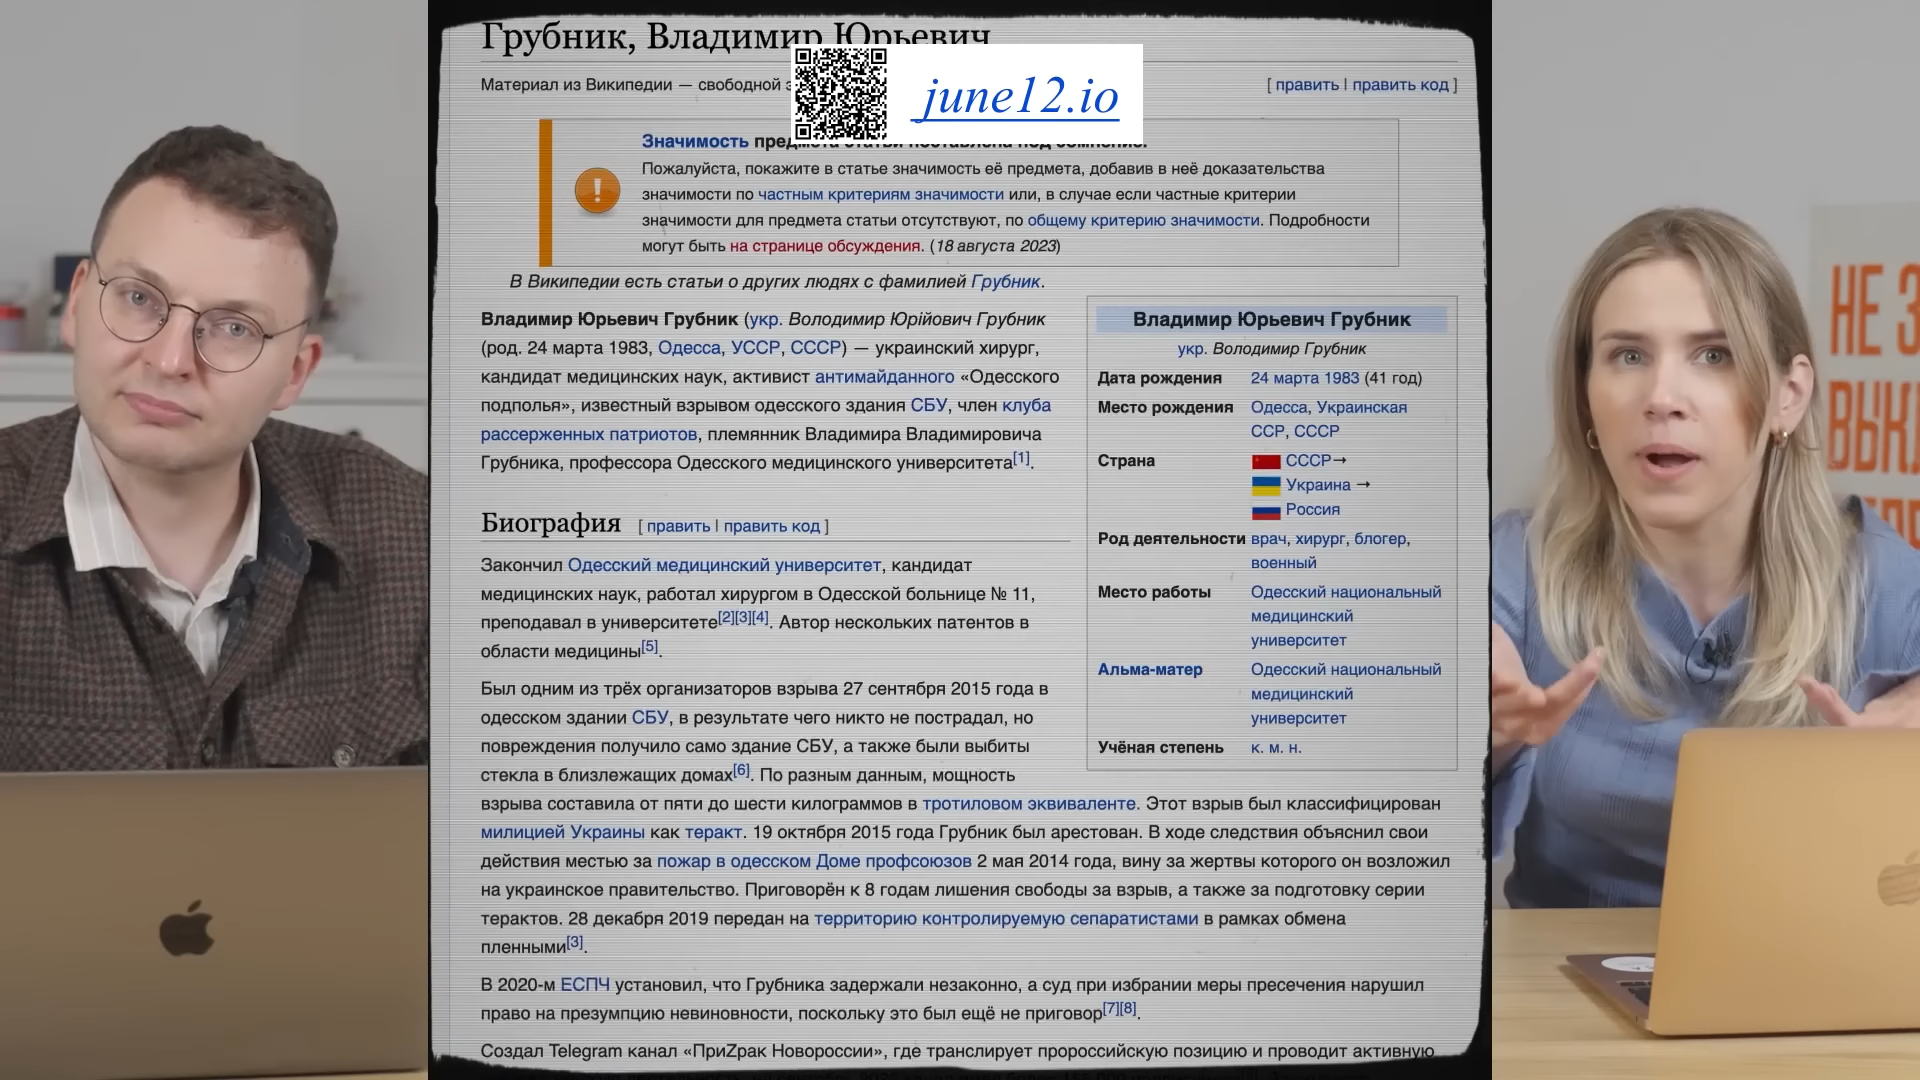 Грубник, Владимир Юрьевич
Материал из Википедии — свободной
[ править | править код ]
june12.io
Значимость предмета статьи поставлена под сомнение.
Пожалуйста, покажите в статье значимость её предмета, добавив в неё доказательства
значимости по частным критериям значимости или, в случае если частные критерии
значимости для предмета статьи отсутствуют, по общему критерию значимости. Подробности
могут быть на странице обсуждения. (18 августа 2023)
В Википедии есть статьи о других людях с фамилией Грубник.
Владимир Юрьевич Грубник (укр. Володимир Юрійович Грубник
(род. 24 марта 1983, Одесса, УССР, СССР) — украинский хирург,
кандидат медицинских наук, активист антимайданного «Одесского
подполья», известный взрывом одесского здания СБУ, член клуба
рассерженных патриотов, племянник Владимира Владимировича
Грубника, профессора Одесского медицинского университета[1].
Биография [ править | править код ]
Закончил Одесский медицинский университет, кандидат
медицинских наук, работал хирургом в Одесской больнице № 11,
преподавал в университете[2][3][4]. Автор нескольких патентов в
области медицины[5].
Был одним из трёх организаторов взрыва 27 сентября 2015 года в
одесском здании СБУ, в результате чего никто не пострадал, но
повреждения получило само здание СБУ, а также были выбиты
стекла в близлежащих домах[6]. По разным данным, мощность
взрыва составила от пяти до шести килограммов в тротиловом эквиваленте. Этот взрыв был классифицирован
милицией Украины как теракт. 19 октября 2015 года Грубник был арестован. В ходе следствия объяснил свои
действия местью за пожар в одесском Доме профсоюзов 2 мая 2014 года, вину за жертвы которого он возложил
на украинское правительство. Приговорён к 8 годам лишения свободы за взрыв, а также за подготовку серии
терактов. 28 декабря 2019 передан на территорию контролируемую сепаратистами в рамках обмена
пленными[3].
В 2020-м ЕСПЧ установил, что Грубника задержали незаконно, а суд при избрании меры пресечения нарушил
право на презумпцию невиновности, поскольку это был ещё не приговор[7][8].
Создал Telegram канал «ПриZрак Новороссии», где транслирует пророссийскую позицию и проводит активную
Владимир Юрьевич Грубник
укр. Володимир Грубник
Дата рождения 24 марта 1983 (41 год)
Место рождения Одесса, Украинская
ССР, СССР
Страна СССР→
Украина →
Россия
Род деятельности врач, хирург, блогер,
военный
Место работы Одесский национальный
медицинский
университет
Альма-матер Одесский национальный
медицинский
университет
Учёная степень к. м. н.
НЕ З
ВЫК